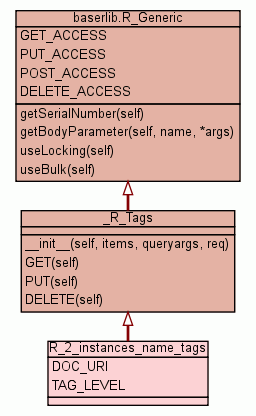 baserlib.R_Generic
GET_ACCESS
PUT_ACCESS
POST_ACCESS
DELETE_ACCESS
getSerialNumber(self)
getBodyParameter(self, name, *args)
useLocking(self)
useBulk(self)
_R_Tags
__init__(self, items, queryargs, req)
GET(self)
PUT(self)
DELETE(self)
R_2_instances_name_tags
DOC_URI
TAG_LEVEL